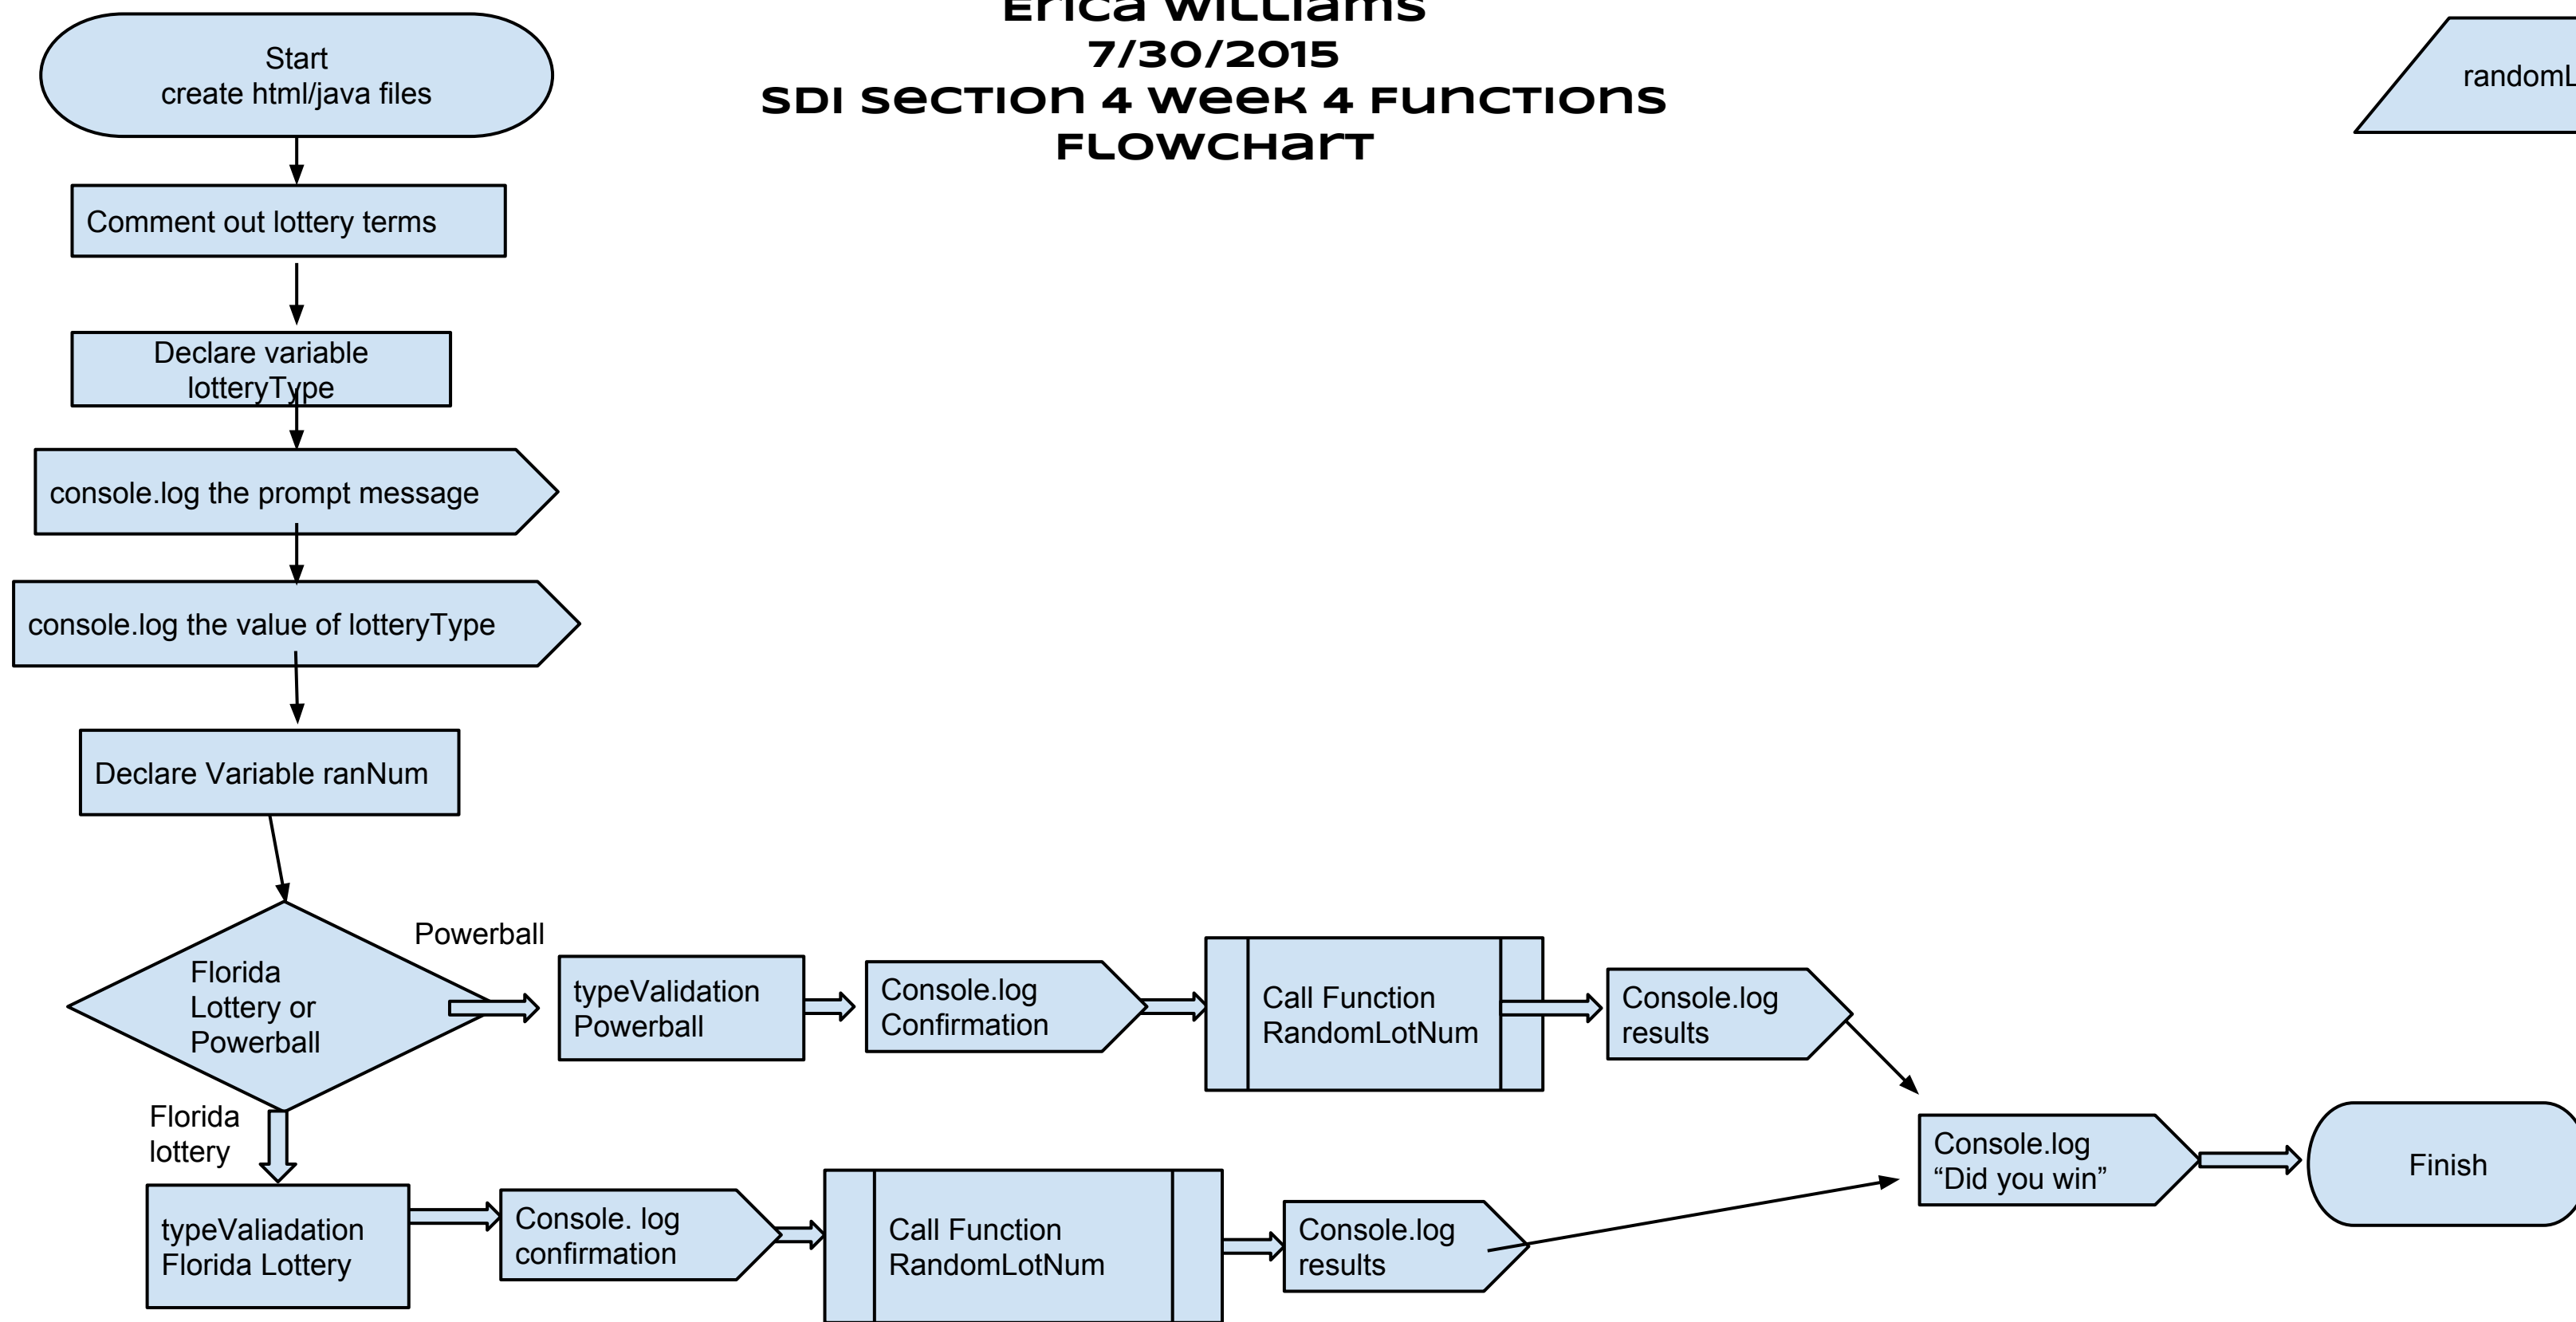 Erica Williams
7/30/2015
SDI Section 4 Week 4 Functions
Flowchart
Start
create html/java files
randomL
Comment out lottery terms
Declare variable
lotteryType
console.log the prompt message
console.log the value of lotteryType
Declare Variable ranNum
Florida
Lottery or
Powerball
Powerball
typeValidation
Powerball
Console.log
Confirmation
Call Function
RandomLotNum
Console.log
results
Florida
lottery
typeValiadation
Florida Lottery
Console. log
confirmation
Call Function
RandomLotNum
Console.log
results
Console.log
“Did you win”
Finish